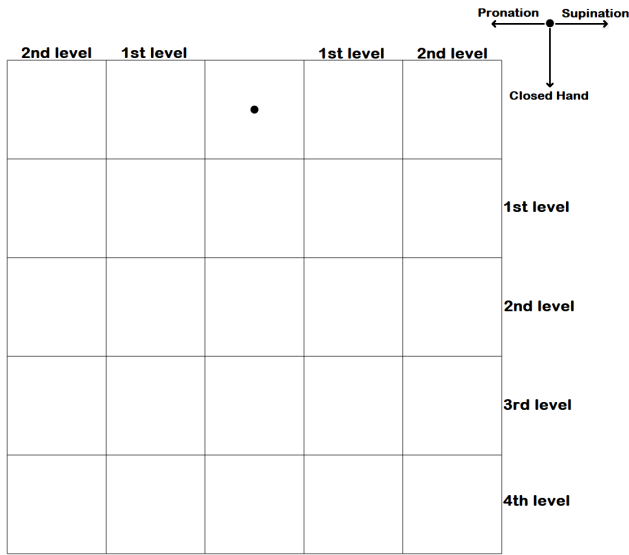 Pronation Supination
Closed Hand
2nd level 1st level 1st level 2nd level
1st level
2nd level
3rd level
4th level